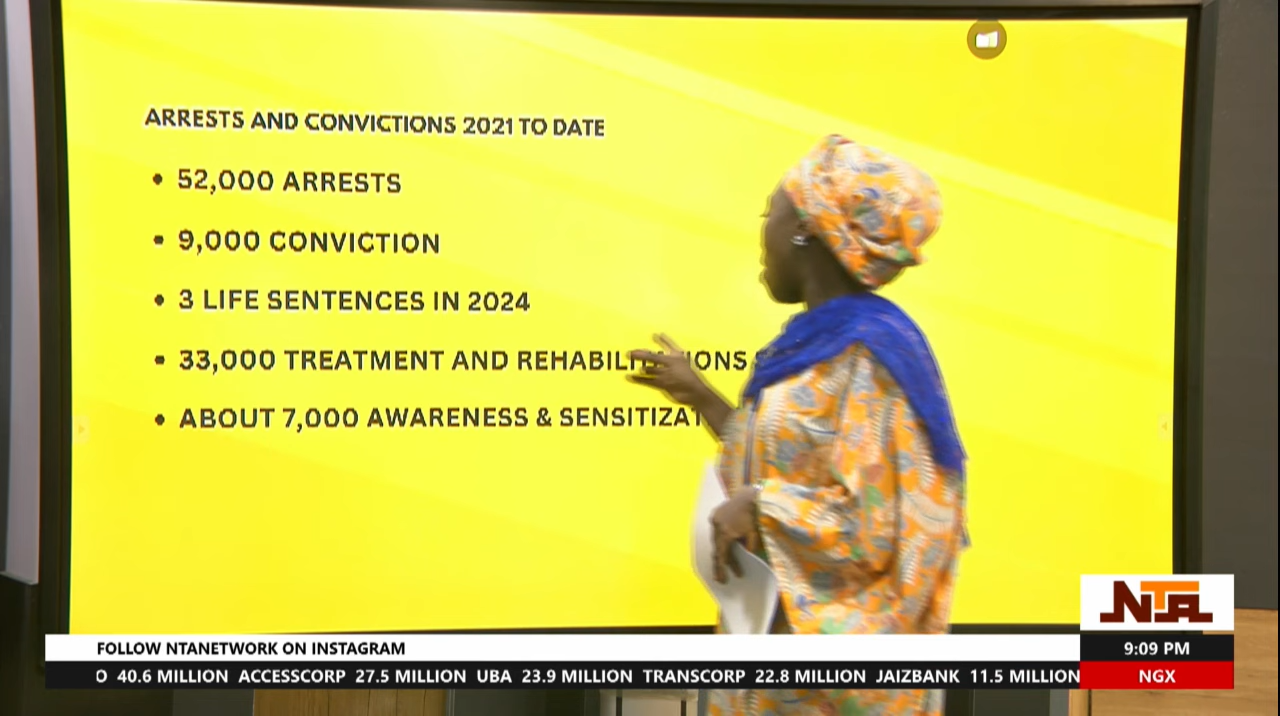 ARRESTS AND CONVICTIONS 2021 TO DATE
• 52,000 ARRESTS
• 9,000 CONVICTION
• 3 LIFE SENTENCES IN 2024
• 33,000 TREATMENT AND
• ABOUT 7,000 AWARENESS &
NTA
FOLLOW NTANETWORK ON INSTAGRAM
9:09 PM
O 40.6 MILLION ACCESSCORP 27.5 MILLION UBA 23.9 MILLION TRANSCORP 22.8 MILLION JAIZBANK 11.5 MILLION
NGX